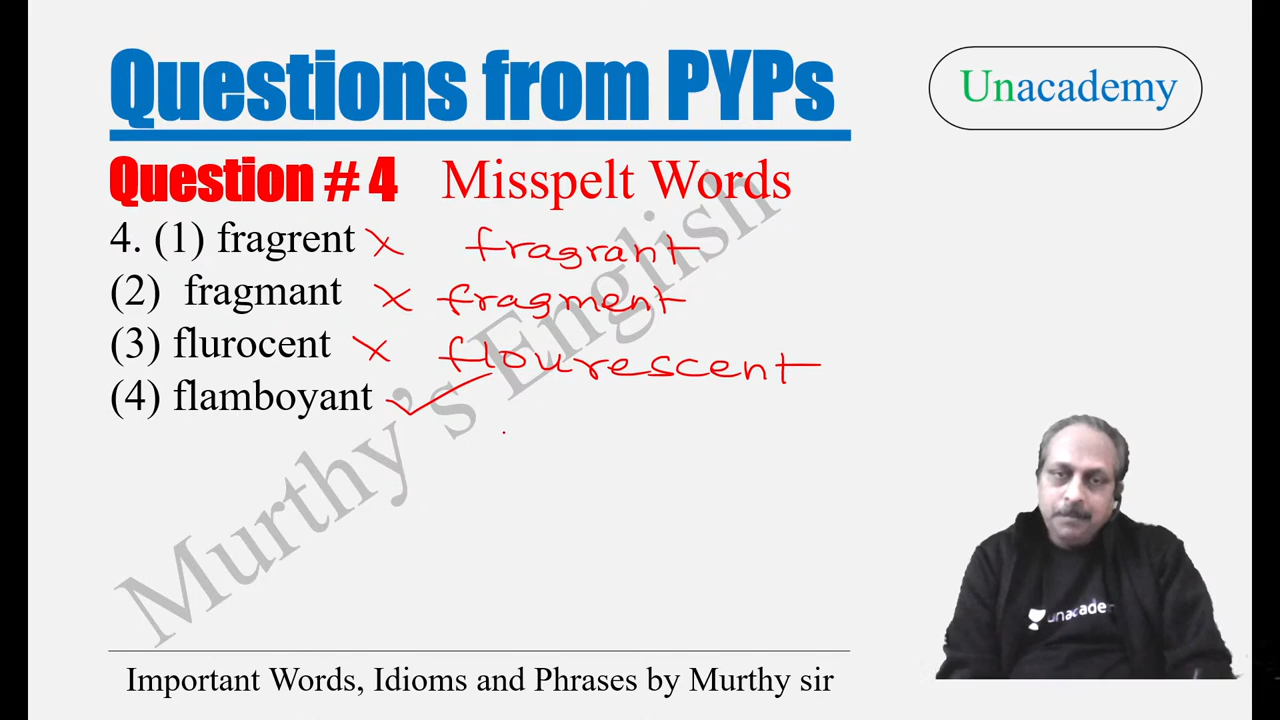 Questions from PYPs
Unacademy
Question # 4 Misspelt Words
4. (1) fragrent x fragrant
(2) fragmant x fragment
(3) flurocent x flourescent
(4) flamboyant
Murthy's English
unacademy
Important Words, Idioms and Phrases by Murthy sir